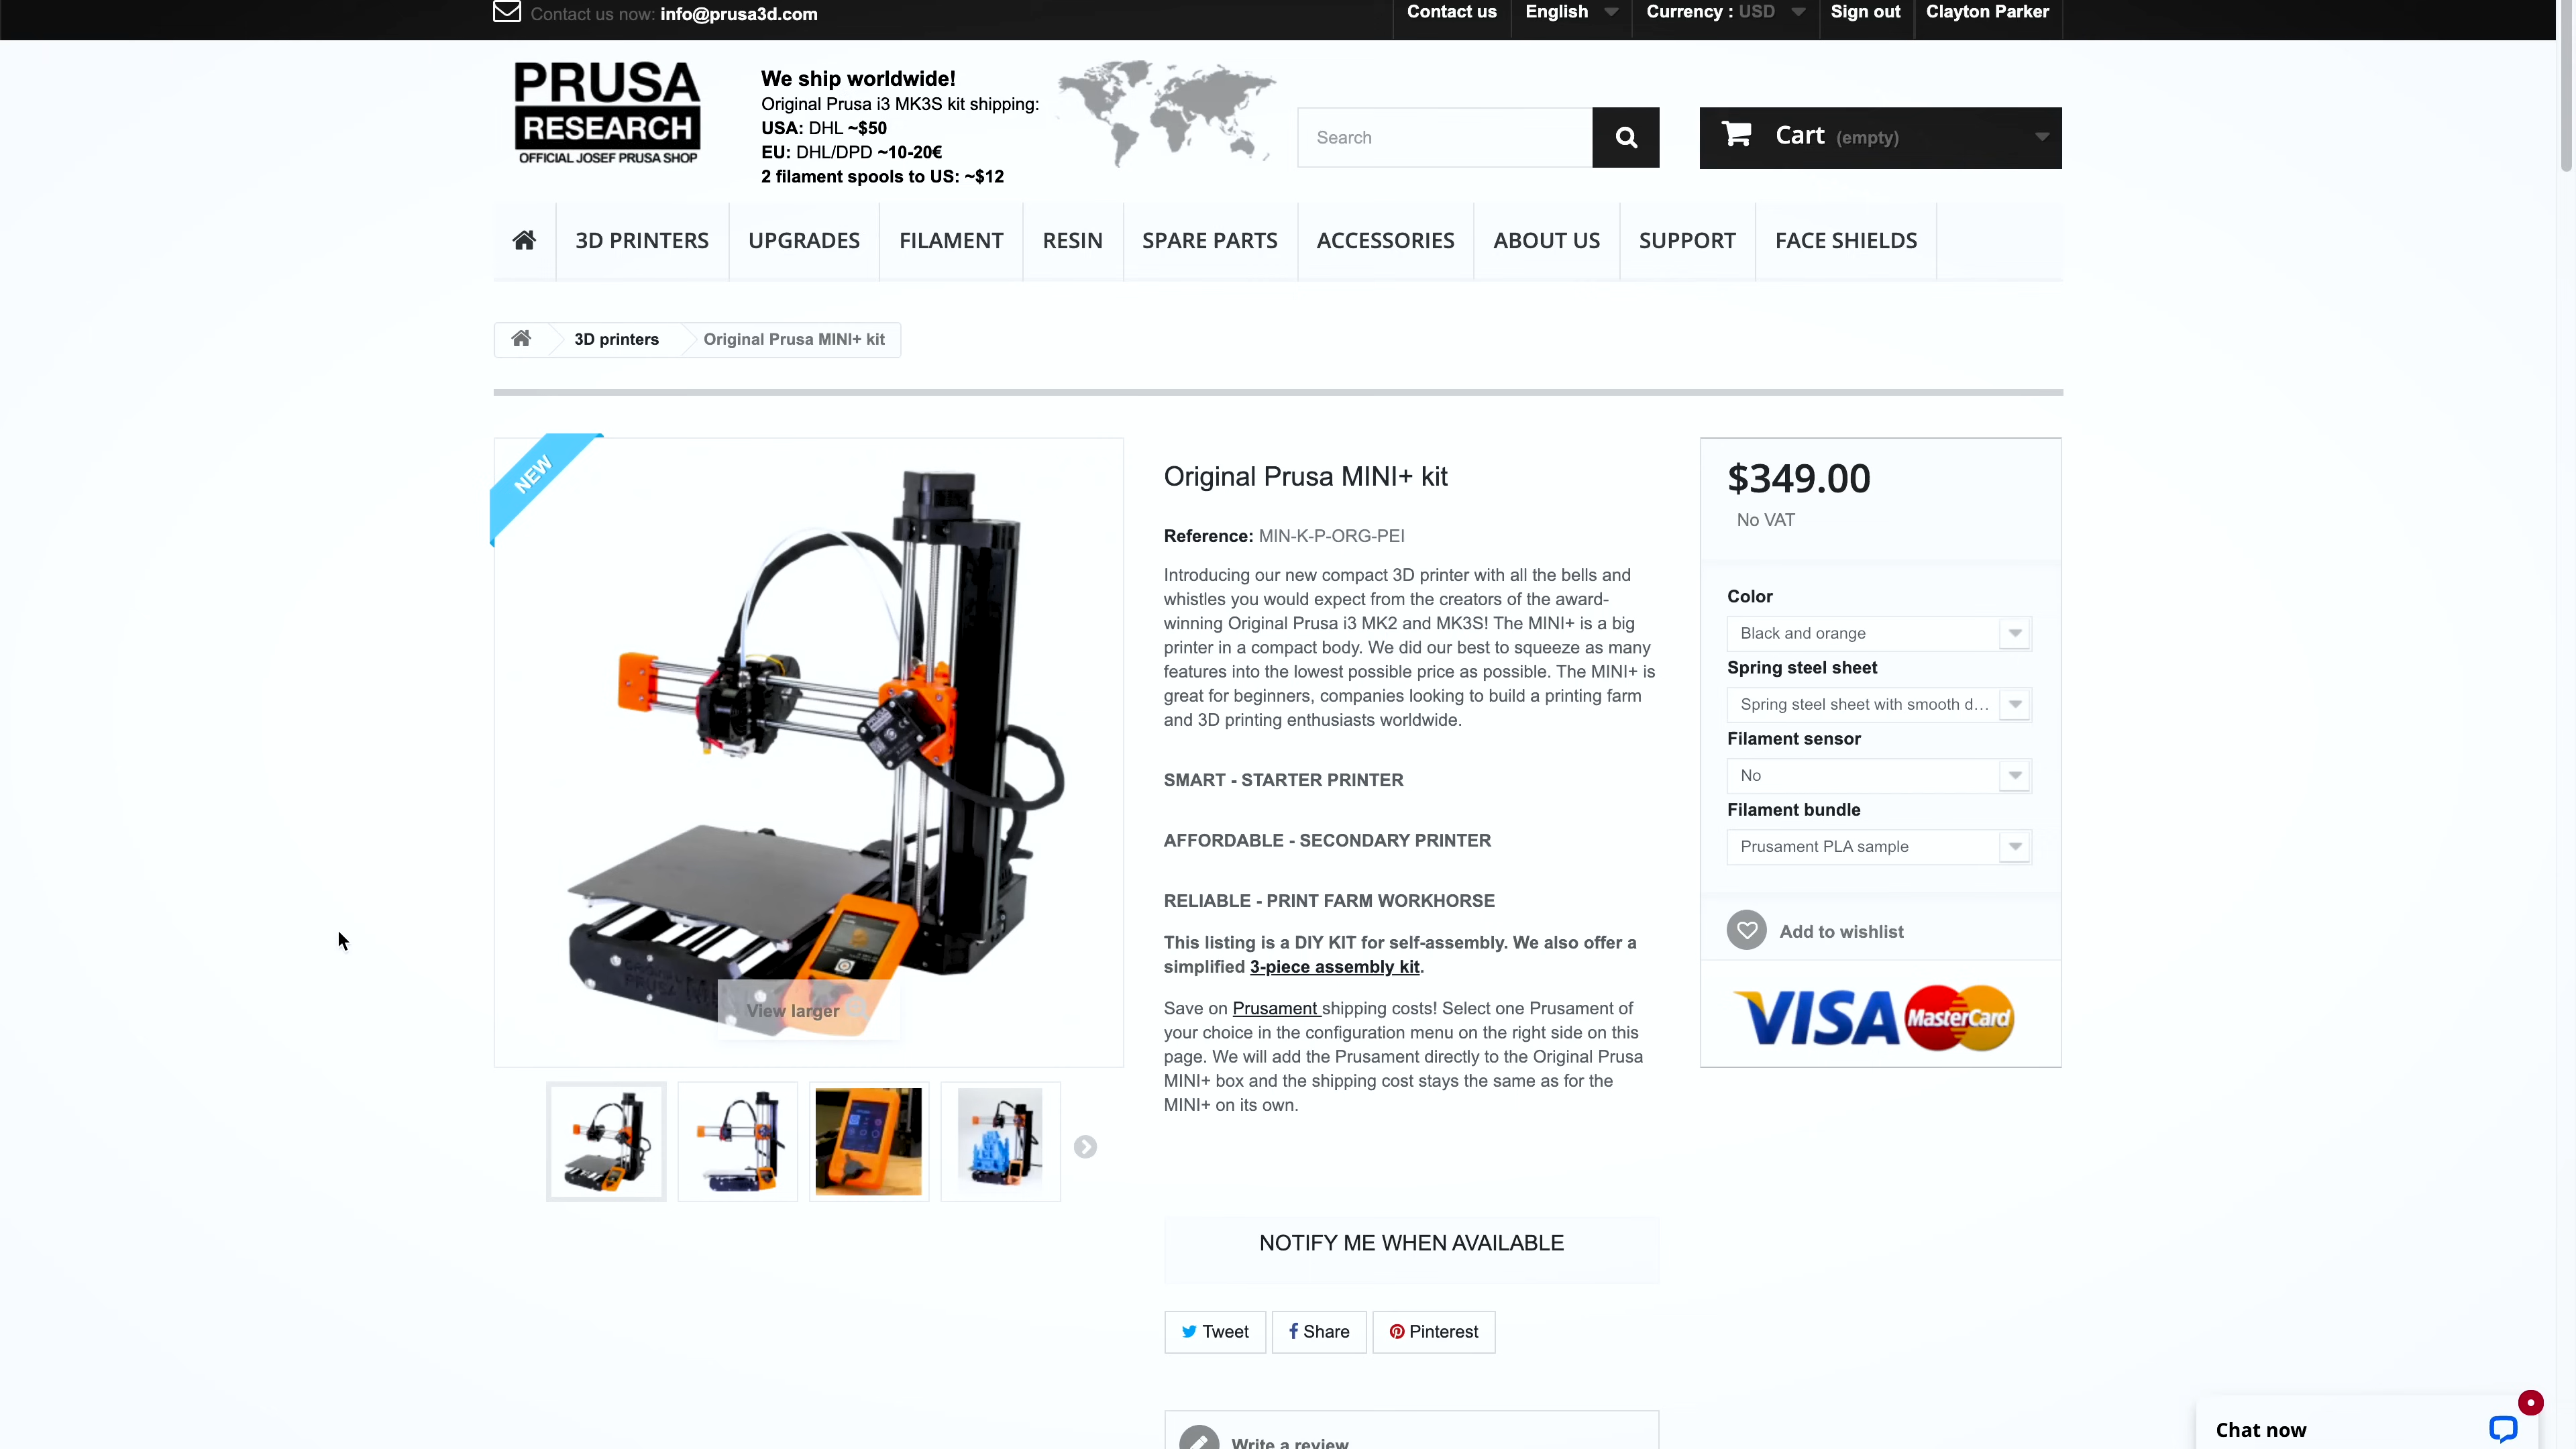 Contact us now: info@prusa3d.com
Contact us
English
Currency : USD
Sign out
Clayton Parker
PRUSA
RESEARCH
OFFICIAL JOSEF PRUSA SHOP
We ship worldwide!
Original Prusa i3 MK3S kit shipping:
USA: DHL ~$50
EU: DHL/DPD ~10-20€
2 filament spools to US: ~$12
Search
Cart (empty)
3D PRINTERS
UPGRADES
FILAMENT
RESIN
SPARE PARTS
ACCESSORIES
ABOUT US
SUPPORT
FACE SHIELDS
3D printers
Original Prusa MINI+ kit
NEW
View larger
Original Prusa MINI+ kit
Reference: MIN-K-P-ORG-PEI
Introducing our new compact 3D printer with all the bells and
whistles you would expect from the creators of the award-
winning Original Prusa i3 MK2 and MK3S! The MINI+ is a big
printer in a compact body. We did our best to squeeze as many
features into the lowest possible price as possible. The MINI+ is
great for beginners, companies looking to build a printing farm
and 3D printing enthusiasts worldwide.
SMART - STARTER PRINTER
AFFORDABLE - SECONDARY PRINTER
RELIABLE - PRINT FARM WORKHORSE
This listing is a DIY KIT for self-assembly. We also offer a
simplified 3-piece assembly kit.
Save on Prusament shipping costs! Select one Prusament of
your choice in the configuration menu on the right side on this
page. We will add the Prusament directly to the Original Prusa
MINI+ box and the shipping cost stays the same as for the
MINI+ on its own.
NOTIFY ME WHEN AVAILABLE
Tweet
Share
Pinterest
Write a review
$349.00
No VAT
Color
Black and orange
Spring steel sheet
Spring steel sheet with smooth d...
Filament sensor
No
Filament bundle
Prusament PLA sample
Add to wishlist
VISA
MasterCard
Chat now